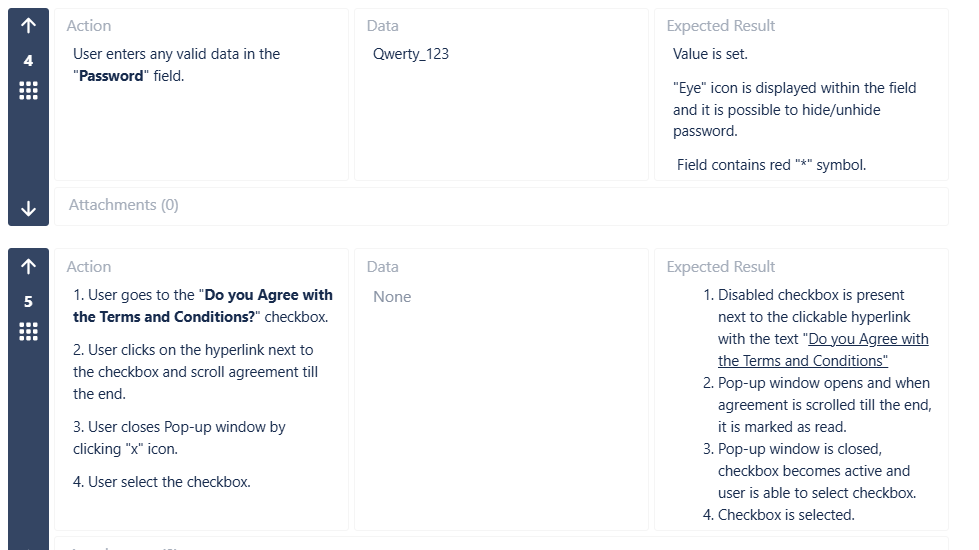 Action
Data
Expected Result
4
User enters any valid data in the
"Password" field.
Qwerty_123
Value is set.
"Eye" icon is displayed within the field
and it is possible to hide/unhide
password.
Field contains red "*" symbol.
Attachments (0)
Action
Data
Expected Result
5
1. User goes to the "Do you Agree with
the Terms and Conditions?" checkbox.
2. User clicks on the hyperlink next to
the checkbox and scroll agreement till
the end.
3. User closes Pop-up window by
clicking "x" icon.
4. User select the checkbox.
None
1. Disabled checkbox is present
next to the clickable hyperlink
with the text "Do you Agree with
the Terms and Conditions"
2. Pop-up window opens and when
agreement is scrolled till the end,
it is marked as read.
3. Pop-up window is closed,
checkbox becomes active and
user is able to select checkbox.
4. Checkbox is selected.